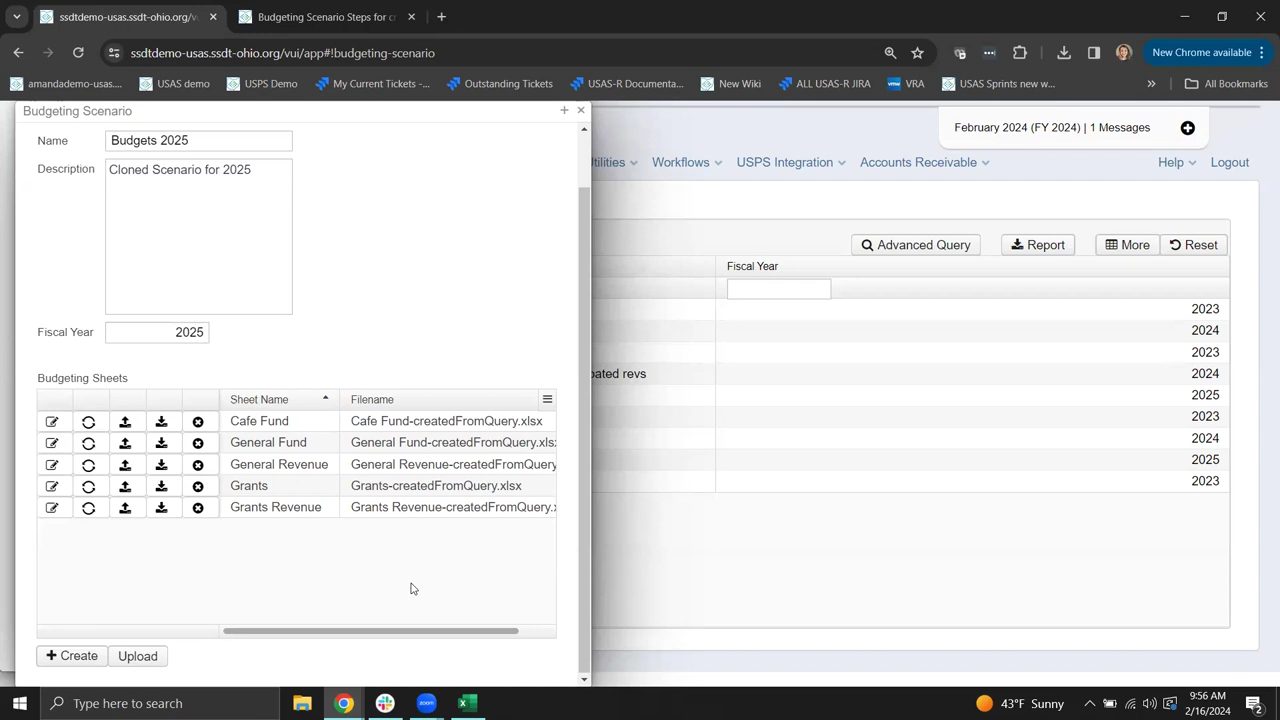 ssdtdemo-usas.ssdt-ohio.org/v
Budgeting Scenario Steps for c
ssdtdemo-usas.ssdt-ohio.org/vui/app#!budgeting-scenario
New Chrome available
amandademo-usas....
USAS demo
USPS Demo
My Current Tickets -...
Outstanding Tickets
USAS-R Documenta...
New Wiki
ALL USAS-R JIRA
vmw
VRA
USAS Sprints new w...
All Bookmarks
Budgeting Scenario
February 2024 (FY 2024) | 1 Messages
Name
Budgets 2025
Utilities
Workflows
USPS Integration
Accounts Receivable
Help
Logout
Description
Cloned Scenario for 2025
Advanced Query
Report
More
Reset
Fiscal Year
2023
2024
2023
pated revs
2024
2025
2023
2024
2025
2023
Fiscal Year
2025
Budgeting Sheets
Sheet Name
Filename
Cafe Fund
Cafe Fund-createdFromQuery.xlsx
General Fund
General Fund-createdFromQuery.xls
General Revenue
General Revenue-createdFromQuery
Grants
Grants-createdFromQuery.xlsx
Grants Revenue
Grants Revenue-createdFromQuery.x
Create
Upload
Type here to search
zoom
43°F Sunny
9:56 AM
2/16/2024
2